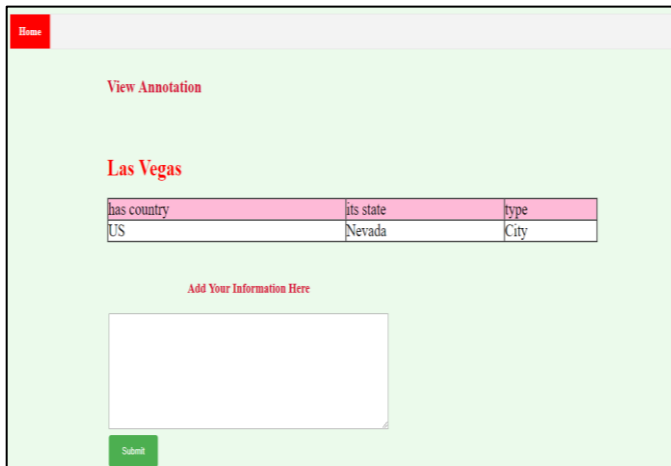 Home
View Annotation
Las Vegas
has country its state type
US Nevada City
Add Your Information Here
Submit